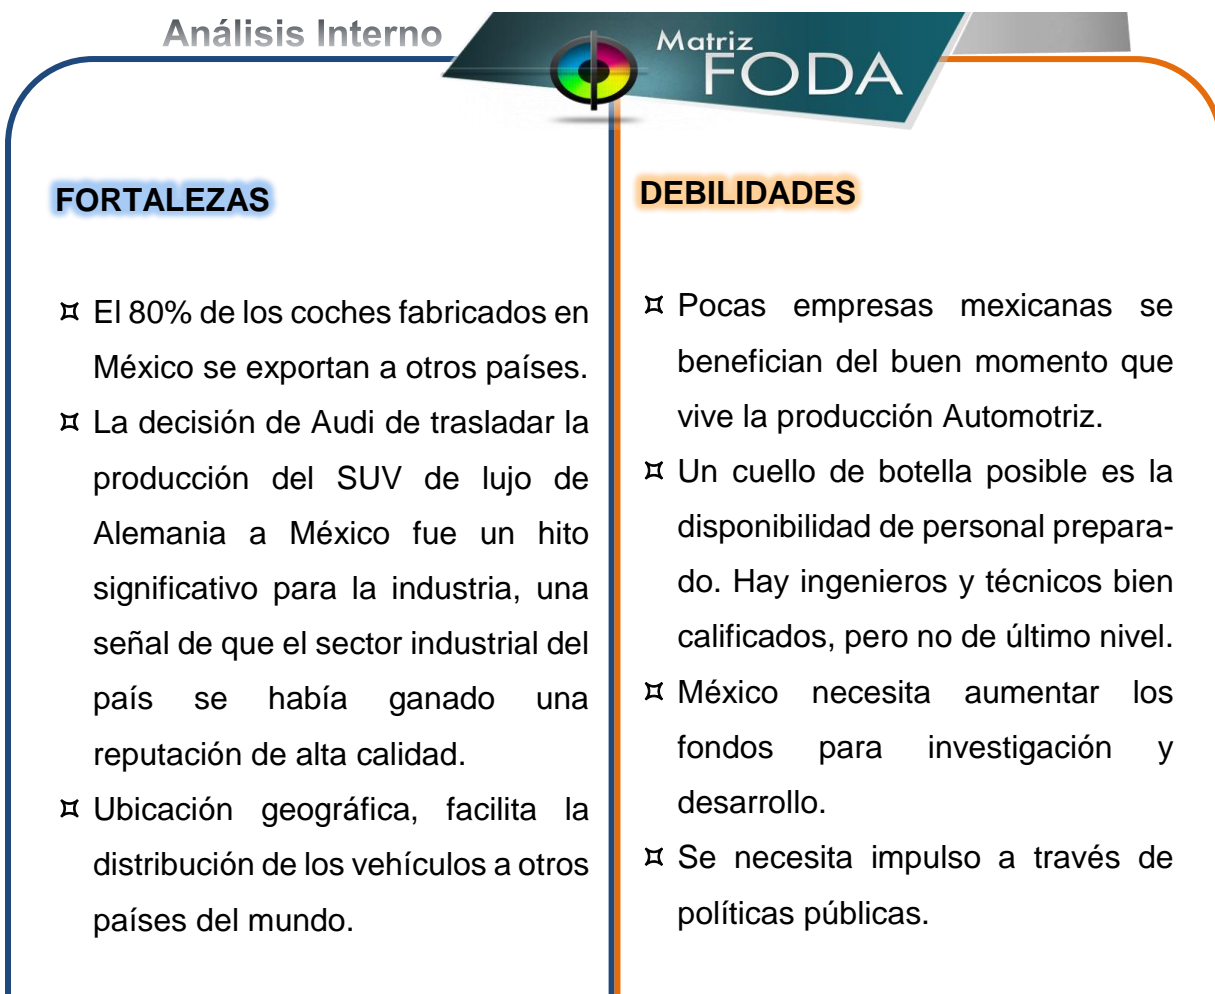 Análisis Interno
Matriz
FODA
FORTALEZAS
¤ El 80% de los coches fabricados en
México se exportan a otros países.
¤ La decisión de Audi de trasladar la
producción del SUV de lujo de
Alemania a México fue un hito
significativo para la industria, una
señal de que el sector industrial del
país se había ganado una
reputación de alta calidad.
¤ Ubicación geográfica, facilita la
distribución de los vehículos a otros
países del mundo.
DEBILIDADES
¤ Pocas empresas mexicanas se
benefician del buen momento que
vive la producción Automotriz.
¤ Un cuello de botella posible es la
disponibilidad de personal prepara-
do. Hay ingenieros y técnicos bien
calificados, pero no de último nivel.
¤ México necesita aumentar los
fondos para investigación y
desarrollo.
¤ Se necesita impulso a través de
políticas públicas.